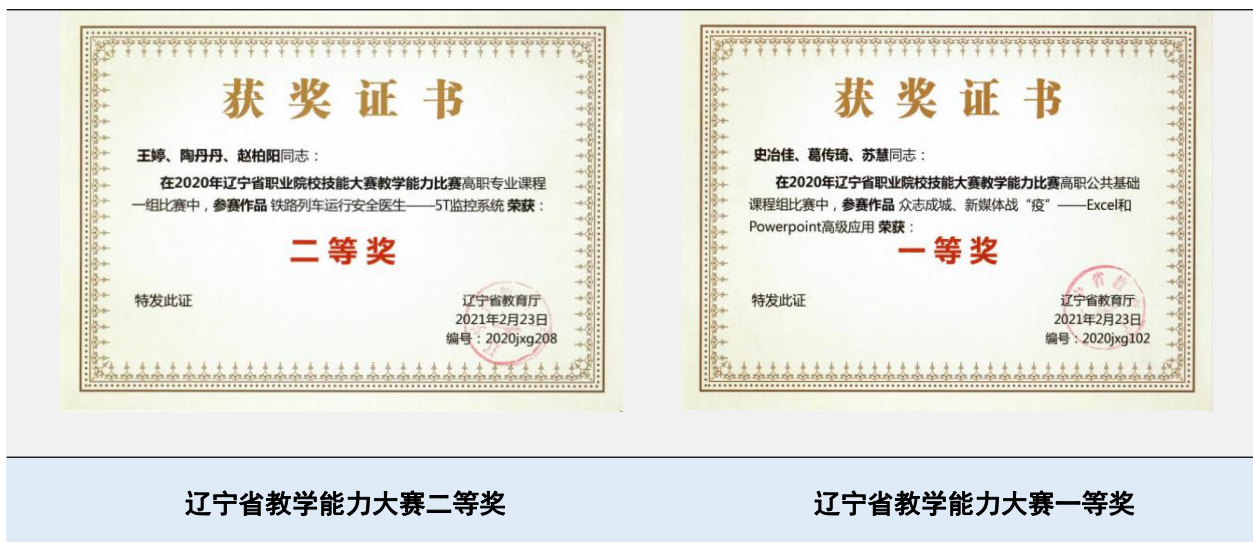 获奖证书
王婷、陶丹丹、赵柏阳同志：
在2020年辽宁省职业院校技能大赛教学能力比赛高职专业课程
一组比赛中，参赛作品 铁路列车运行安全医生——5T监控系统 荣获：
二等奖
特发此证
辽宁省教育厅
2021年2月23日
编号：2020jxg208
获奖证书
史冶佳、葛传琦、苏慧同志：
在2020年辽宁省职业院校技能大赛教学能力比赛高职公共基础
课程组比赛中，参赛作品 众志成城、新媒体战“疫”——Excel和
Powerpoint高级应用 荣获：
一等奖
特发此证
辽宁省教育厅
2021年2月23日
编号：2020jxg102
辽宁省教学能力大赛二等奖
辽宁省教学能力大赛一等奖